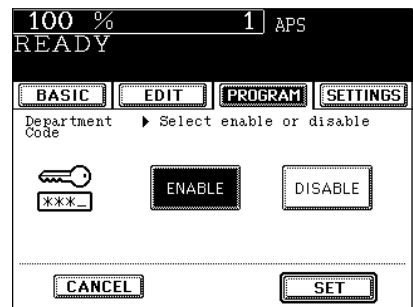 100 % 1 APS
READY
BASIC EDIT PROGRAM SETTINGS
Department ▶ Select enable or disable
Code
***_
ENABLE DISABLE
CANCEL SET